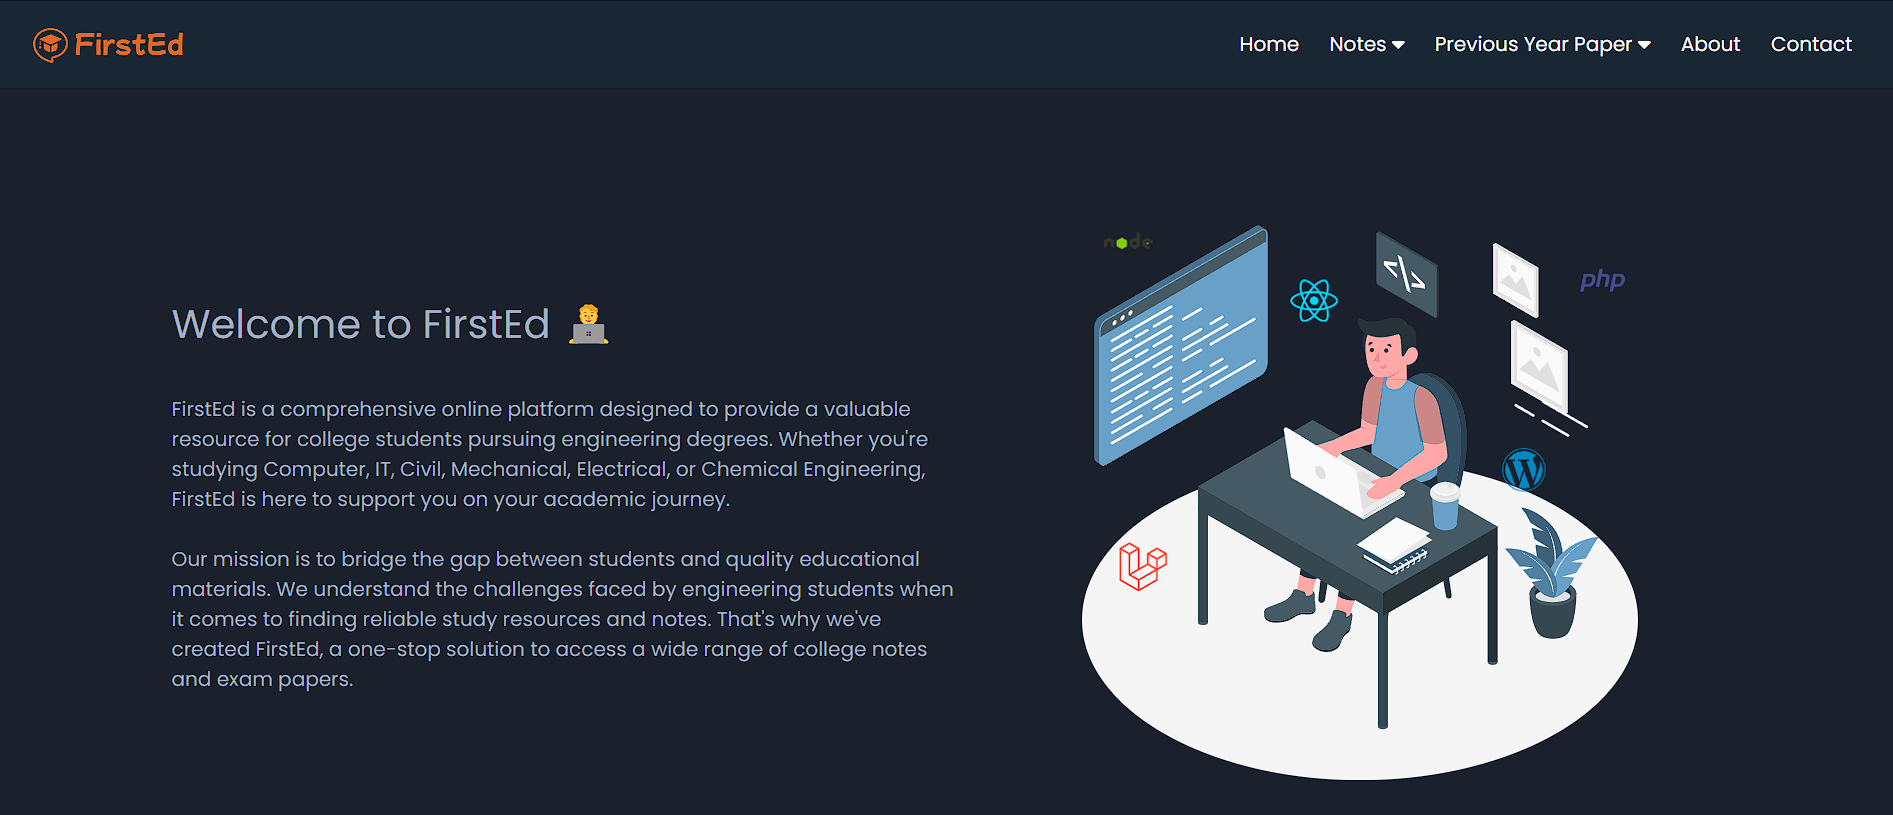 FirstEd
Home
Notes
Previous Year Paper
About
Contact
node
php
</>
Welcome to FirstEd
FirstEd is a comprehensive online platform designed to provide a valuable
resource for college students pursuing engineering degrees. Whether you're
studying Computer, IT, Civil, Mechanical, Electrical, or Chemical Engineering,
FirstEd is here to support you on your academic journey.
Our mission is to bridge the gap between students and quality educational
materials. We understand the challenges faced by engineering students when
it comes to finding reliable study resources and notes. That's why we've
created FirstEd, a one-stop solution to access a wide range of college notes
and exam papers.